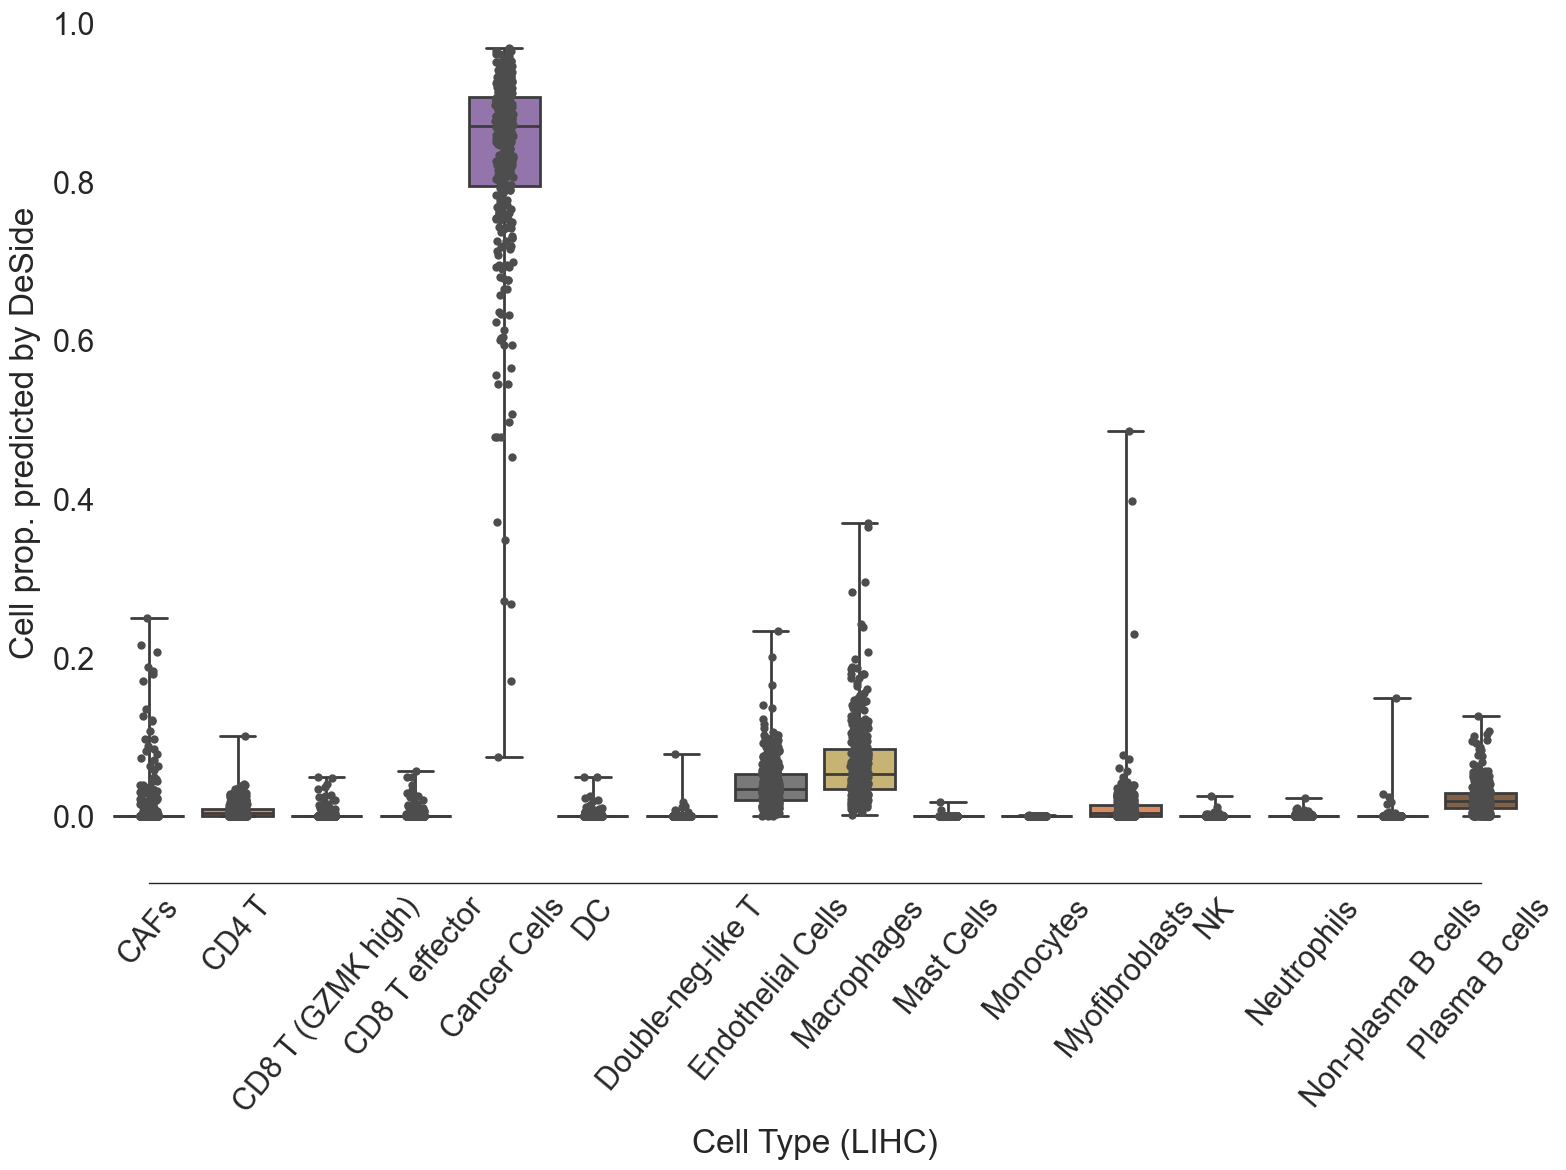 Cell prop. predicted by DeSide
1.0
0.8
0.6
0.4
0.2
0.0
CAFs
CD4 T
CD8 T (GZMK high)
CD8 T effector
Cancer Cells
DC
Double-neg-like T
Endothelial Cells
Macrophages
Mast Cells
Monocytes
Myofibroblasts
NK
Neutrophils
Non-plasma B cells
Plasma B cells
Cell Type (LIHC)